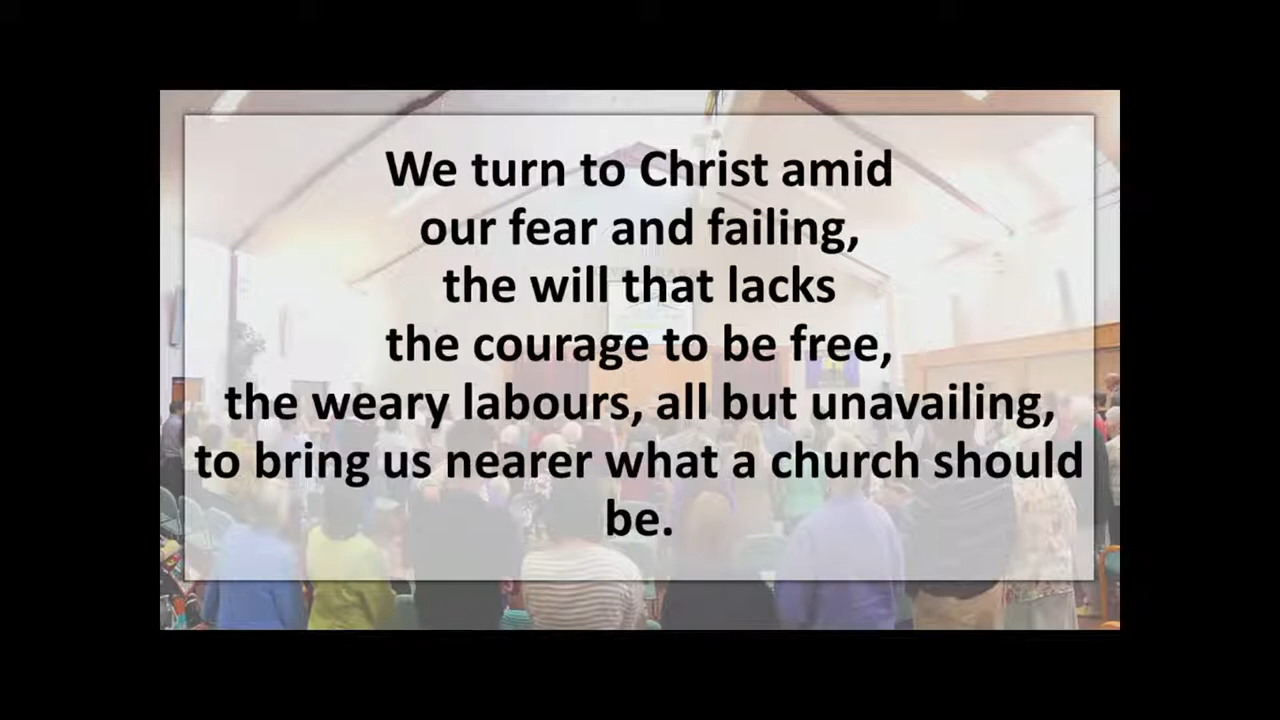 We turn to Christ amid
our fear and failing,
the will that lacks
the courage to be free,
the weary labours, all but unavailing,
to bring us nearer what a church should
be.